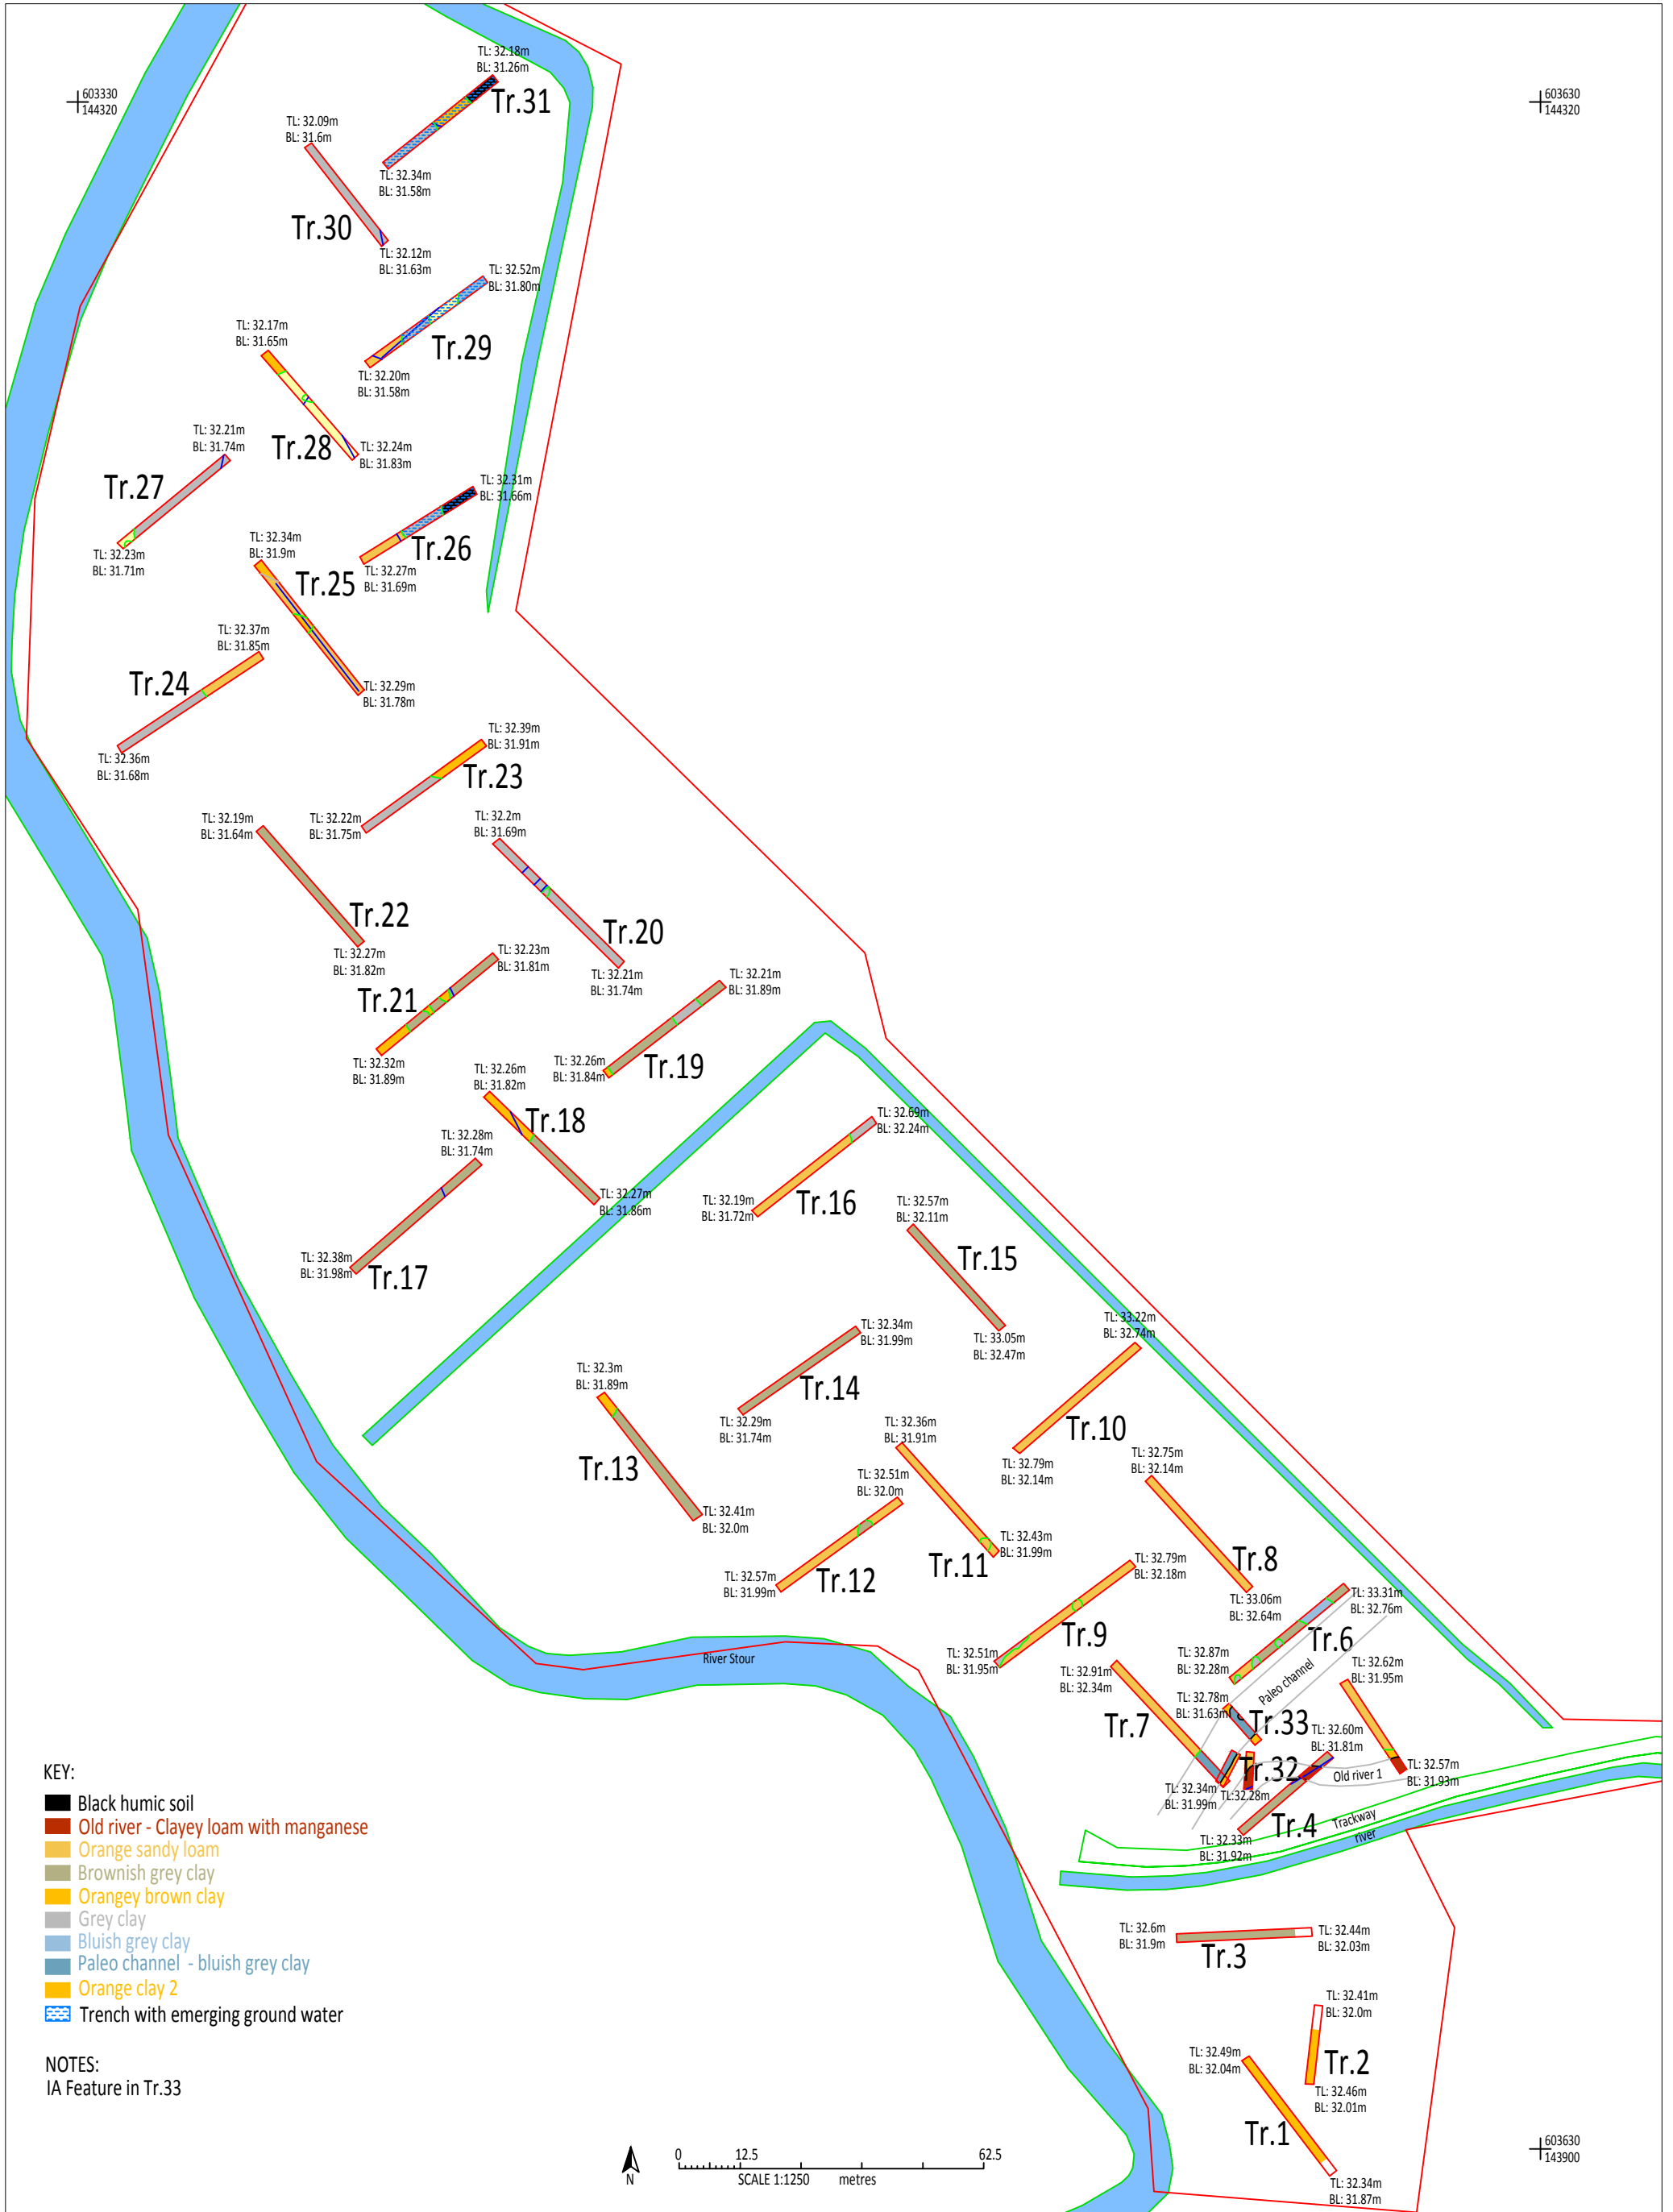 603330
144320
603630
144320
TL: 32.18m
BL: 31.26m
Tr.31
TL: 32.34m
BL: 31.58m
TL: 32.09m
BL: 31.6m
Tr.30
TL: 32.12m
BL: 31.63m
TL: 32.52m
BL: 31.80m
Tr.29
TL: 32.20m
BL: 31.58m
TL: 32.17m
BL: 31.65m
Tr.28
TL: 32.24m
BL: 31.83m
TL: 32.21m
BL: 31.74m
Tr.27
TL: 32.23m
BL: 31.71m
TL: 32.31m
BL: 31.66m
Tr.26
TL: 32.27m
BL: 31.69m
TL: 32.34m
BL: 31.9m
Tr.25
TL: 32.29m
BL: 31.78m
TL: 32.37m
BL: 31.85m
Tr.24
TL: 32.36m
BL: 31.68m
TL: 32.39m
BL: 31.91m
Tr.23
TL: 32.22m
BL: 31.75m
TL: 32.19m
BL: 31.64m
Tr.22
TL: 32.27m
BL: 31.82m
TL: 32.2m
BL: 31.69m
Tr.20
TL: 32.21m
BL: 31.74m
TL: 32.23m
BL: 31.81m
Tr.21
TL: 32.32m
BL: 31.89m
TL: 32.21m
BL: 31.89m
Tr.19
TL: 32.26m
BL: 31.84m
TL: 32.26m
BL: 31.82m
Tr.18
TL: 32.27m
BL: 31.86m
TL: 32.28m
BL: 31.74m
Tr.17
TL: 32.38m
BL: 31.98m
TL: 32.69m
BL: 32.24m
Tr.16
TL: 32.19m
BL: 31.72m
TL: 32.57m
BL: 32.11m
Tr.15
TL: 33.05m
BL: 32.47m
TL: 32.34m
BL: 31.99m
Tr.14
TL: 32.29m
BL: 31.74m
TL: 32.3m
BL: 31.89m
Tr.13
TL: 32.41m
BL: 32.0m
TL: 33.22m
BL: 32.74m
Tr.10
TL: 32.79m
BL: 32.14m
TL: 32.36m
BL: 31.91m
Tr.11
TL: 32.43m
BL: 31.99m
TL: 32.51m
BL: 32.0m
Tr.12
TL: 32.57m
BL: 31.99m
TL: 32.75m
BL: 32.14m
Tr.8
TL: 33.06m
BL: 32.64m
TL: 32.79m
BL: 32.18m
Tr.9
TL: 32.51m
BL: 31.95m
TL: 33.31m
BL: 32.76m
Tr.6
TL: 32.87m
BL: 32.28m
TL: 32.91m
BL: 32.34m
Tr.7
TL: 32.34m
BL: 31.99m
Paleo channel
TL: 32.78m
BL: 31.63m
Tr.33
TL: 32.62m
BL: 31.95m
TL: 32.57m
BL: 31.93m
TL: 32.60m
BL: 31.81m
Tr.32
TL:32.28m
Old river 1
Tr.4
TL: 32.33m
BL: 31.92m
Trackway
river
River Stour
TL: 32.6m
BL: 31.9m
Tr.3
TL: 32.44m
BL: 32.03m
TL: 32.41m
BL: 32.0m
Tr.2
TL: 32.46m
BL: 32.01m
TL: 32.49m
BL: 32.04m
Tr.1
TL: 32.34m
BL: 31.87m
603630
143900
KEY:
Black humic soil
Old river - Clayey loam with manganese
Orange sandy loam
Brownish grey clay
Orangey brown clay
Grey clay
Bluish grey clay
Paleo channel - bluish grey clay
Orange clay 2
Trench with emerging ground water
NOTES:
IA Feature in Tr.33
N
0 12.5 62.5
SCALE 1:1250 metres